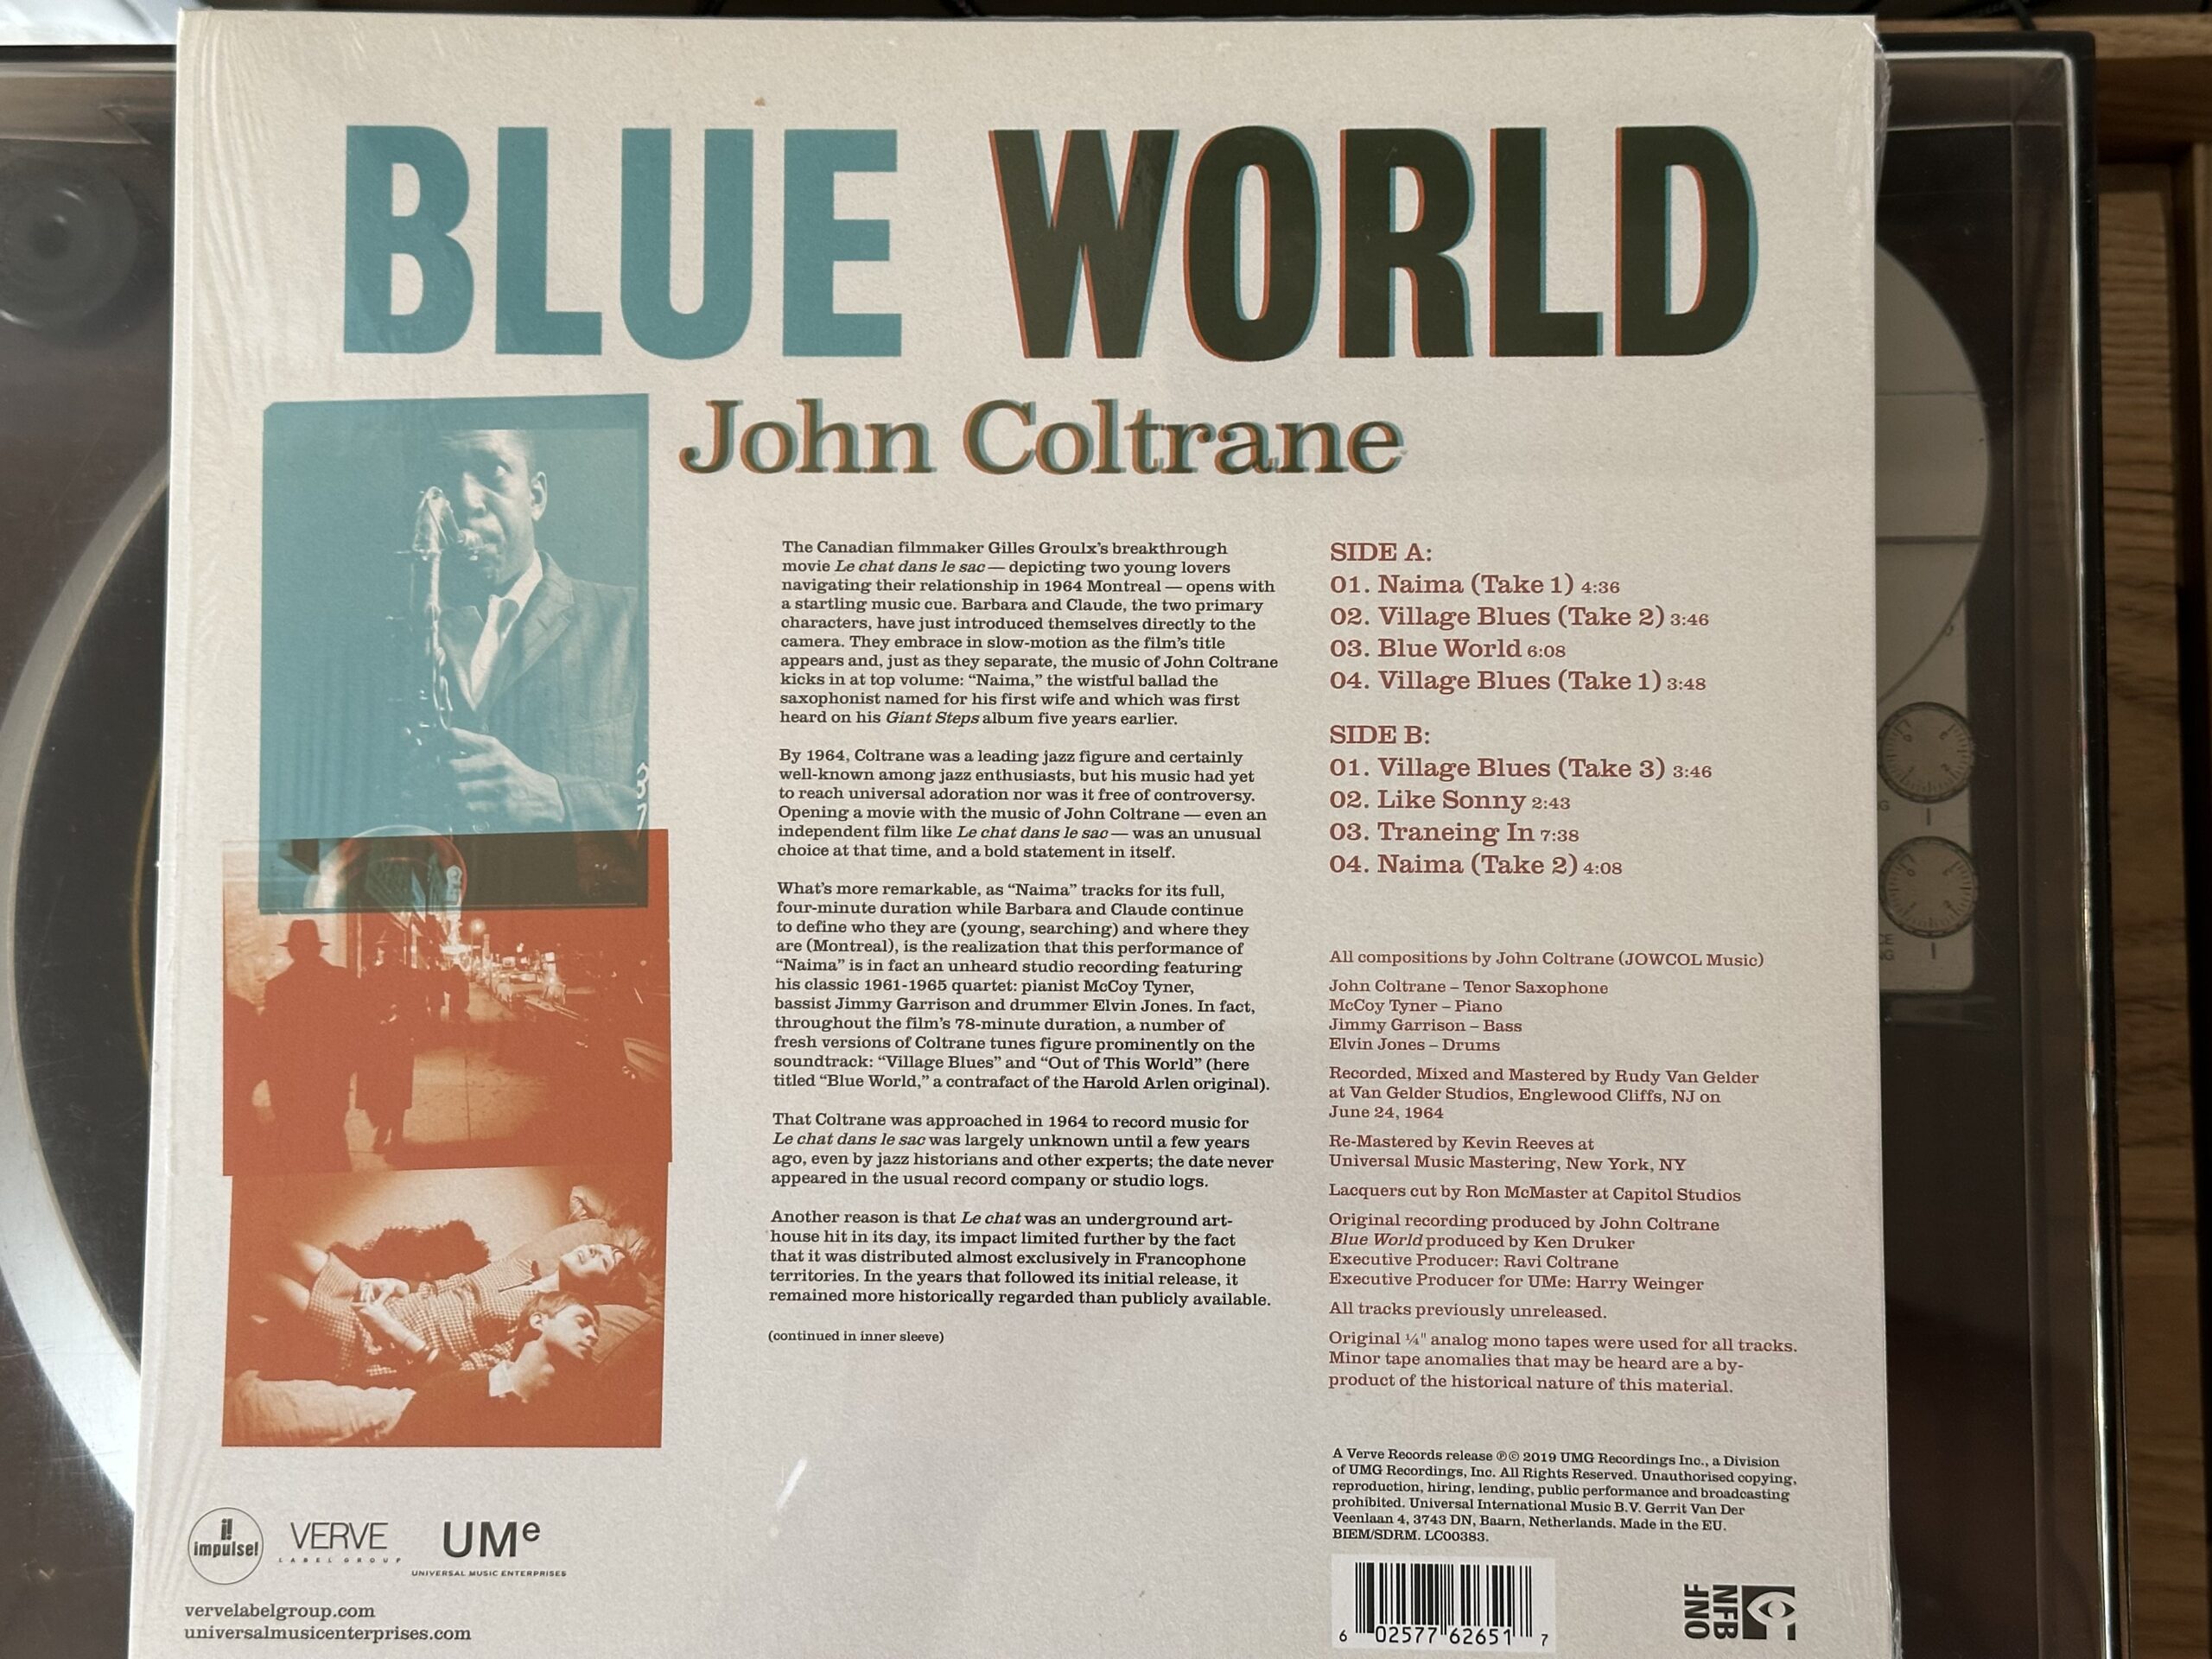 BLUE WORLD
John Coltrane
37
The Canadian filmmaker Gilles Groulx's breakthrough
movie Le chat dans le sac — depicting two young lovers
navigating their relationship in 1964 Montreal — opens with
a startling music cue. Barbara and Claude, the two primary
characters, have just introduced themselves directly to the
camera. They embrace in slow-motion as the film's title
appears and, just as they separate, the music of John Coltrane
kicks in at top volume: “Naima,” the wistful ballad the
saxophonist named for his first wife and which was first
heard on his Giant Steps album five years earlier.
By 1964, Coltrane was a leading jazz figure and certainly
well-known among jazz enthusiasts, but his music had yet
to reach universal adoration nor was it free of controversy.
Opening a movie with the music of John Coltrane — even an
independent film like Le chat dans le sac — was an unusual
choice at that time, and a bold statement in itself.
What's more remarkable, as “Naima” tracks for its full,
four-minute duration while Barbara and Claude continue
to define who they are (young, searching) and where they
are (Montreal), is the realization that this performance of
“Naima” is in fact an unheard studio recording featuring
his classic 1961-1965 quartet: pianist McCoy Tyner,
bassist Jimmy Garrison and drummer Elvin Jones. In fact,
throughout the film's 78-minute duration, a number of
fresh versions of Coltrane tunes figure prominently on the
soundtrack: “Village Blues” and “Out of This World” (here
titled “Blue World,” a contrafact of the Harold Arlen original).
That Coltrane was approached in 1964 to record music for
Le chat dans le sac was largely unknown until a few years
ago, even by jazz historians and other experts; the date never
appeared in the usual record company or studio logs.
Another reason is that Le chat was an underground art-
house hit in its day, its impact limited further by the fact
that it was distributed almost exclusively in Francophone
territories. In the years that followed its initial release, it
remained more historically regarded than publicly available.
(continued in inner sleeve)
SIDE A:
01. Naima (Take 1) 4:36
02. Village Blues (Take 2) 3:46
03. Blue World 6:08
04. Village Blues (Take 1) 3:48
SIDE B:
01. Village Blues (Take 3) 3:46
02. Like Sonny 2:43
03. Traneing In 7:38
04. Naima (Take 2) 4:08
All compositions by John Coltrane (JOWCOL Music)
John Coltrane – Tenor Saxophone
McCoy Tyner – Piano
Jimmy Garrison – Bass
Elvin Jones – Drums
Recorded, Mixed and Mastered by Rudy Van Gelder
at Van Gelder Studios, Englewood Cliffs, NJ on
June 24, 1964
Re-Mastered by Kevin Reeves at
Universal Music Mastering, New York, NY
Lacquers cut by Ron McMaster at Capitol Studios
Original recording produced by John Coltrane
Blue World produced by Ken Druker
Executive Producer: Ravi Coltrane
Executive Producer for UMe: Harry Weinger
All tracks previously unreleased.
Original ¼" analog mono tapes were used for all tracks.
Minor tape anomalies that may be heard are a by-
product of the historical nature of this material.
A Verve Records release ℗© 2019 UMG Recordings Inc., a Division
of UMG Recordings, Inc. All Rights Reserved. Unauthorised copying,
reproduction, hiring, lending, public performance and broadcasting
prohibited. Universal International Music B.V. Gerrit Van Der
Veenlaan 4, 3743 DN, Baarn, Netherlands. Made in the EU.
BIEM/SDRM. LC00383.
impulse!
VERVE
LABEL GROUP
UMe
UNIVERSAL MUSIC ENTERPRISES
vervelabelgroup.com
universalmusicenterprises.com
6 02577 62651 7
NFB
ONF